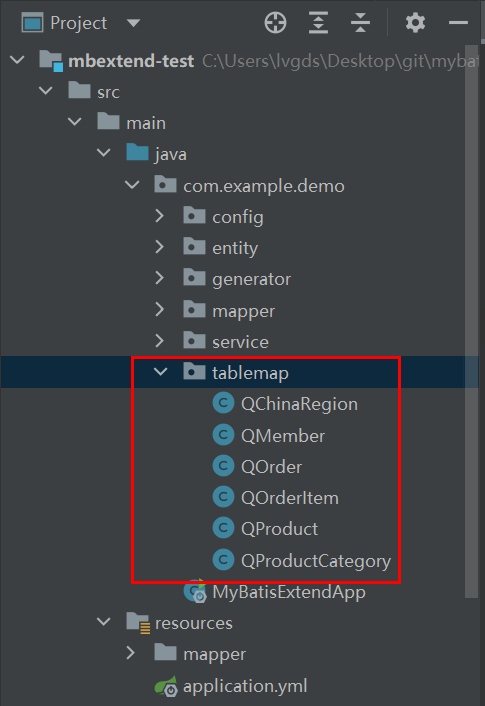 Project
mbextend-test C:\Users\lvgds\Desktop\git\mybat
src
main
java
com.example.demo
config
entity
generator
mapper
service
tablemap
QChinaRegion
QMember
QOrder
QOrderItem
QProduct
QProductCategory
MyBatisExtendApp
resources
mapper
application.yml